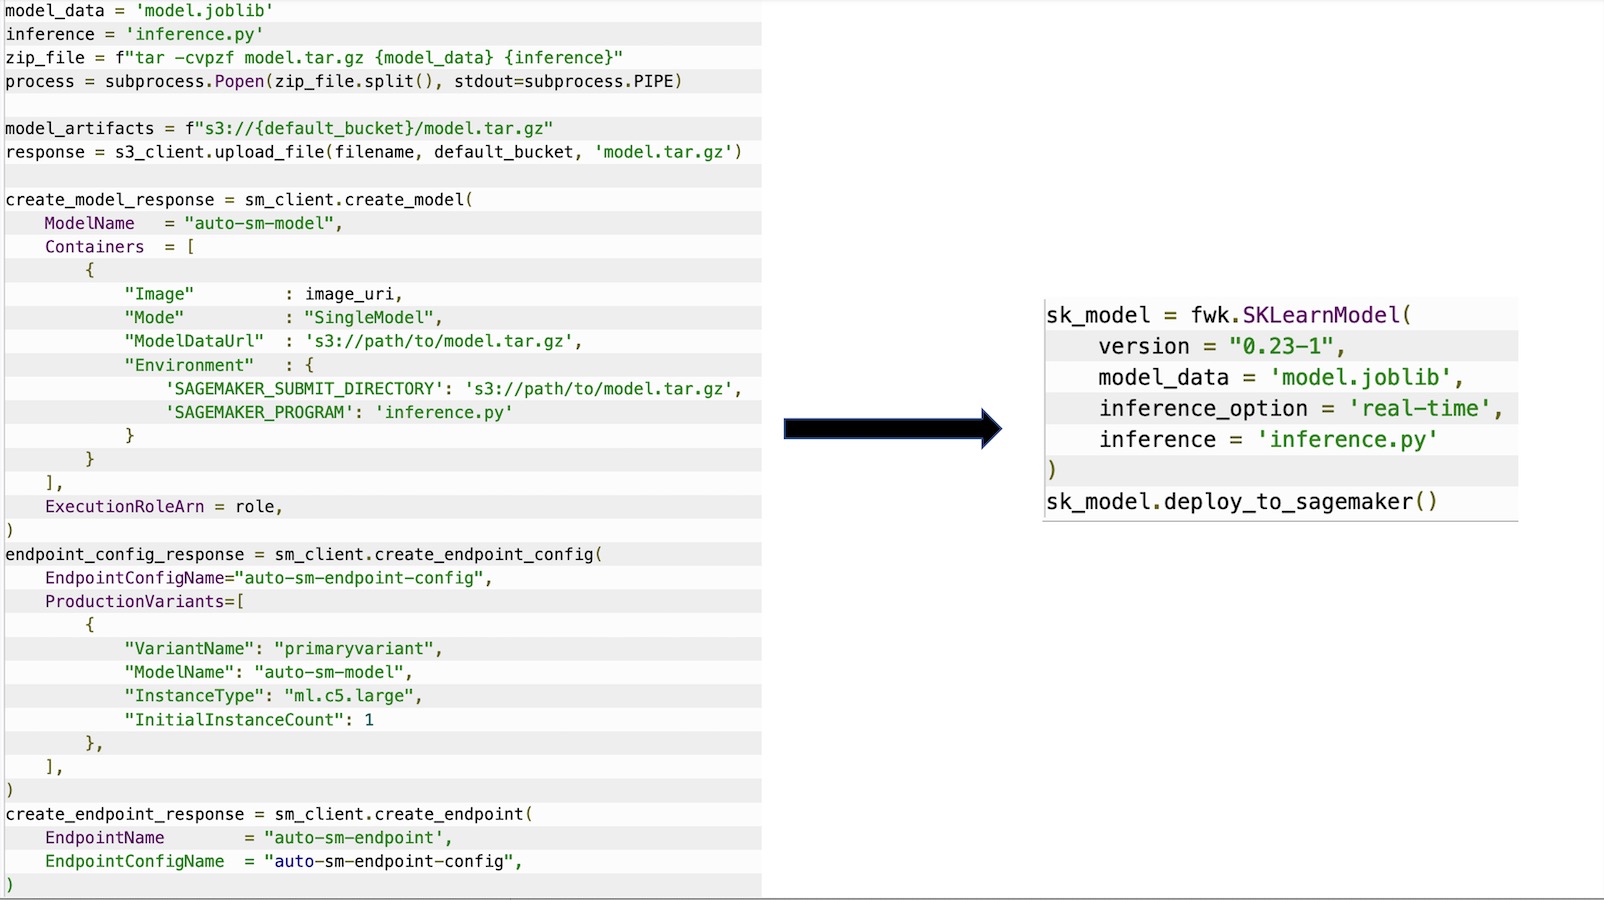 model_data = 'model.joblib'
inference = 'inference.py'
zip_file = f"tar -cvpzf model.tar.gz {model_data} {inference}"
process = subprocess.Popen(zip_file.split(), stdout=subprocess.PIPE)

model_artifacts = f"s3://{default_bucket}/model.tar.gz"
response = s3_client.upload_file(filename, default_bucket, 'model.tar.gz')

create_model_response = sm_client.create_model(
    ModelName   = "auto-sm-model",
    Containers  = [
        {
            "Image"         : image_uri,
            "Mode"          : "SingleModel",
            "ModelDataUrl"  : 's3://path/to/model.tar.gz',
            "Environment"   : {
                'SAGEMAKER_SUBMIT_DIRECTORY': 's3://path/to/model.tar.gz',
                'SAGEMAKER_PROGRAM': 'inference.py'
            }
        }
    ],
    ExecutionRoleArn = role,
)
endpoint_config_response = sm_client.create_endpoint_config(
    EndpointConfigName="auto-sm-endpoint-config",
    ProductionVariants=[
        {
            "VariantName": "primaryvariant",
            "ModelName": "auto-sm-model",
            "InstanceType": "ml.c5.large",
            "InitialInstanceCount": 1
        },
    ],
)
create_endpoint_response = sm_client.create_endpoint(
    EndpointName        = "auto-sm-endpoint',
    EndpointConfigName  = "auto-sm-endpoint-config",
)
sk_model = fwk.SKLearnModel(
    version = "0.23-1",
    model_data = 'model.joblib',
    inference_option = 'real-time',
    inference = 'inference.py'
)
sk_model.deploy_to_sagemaker()